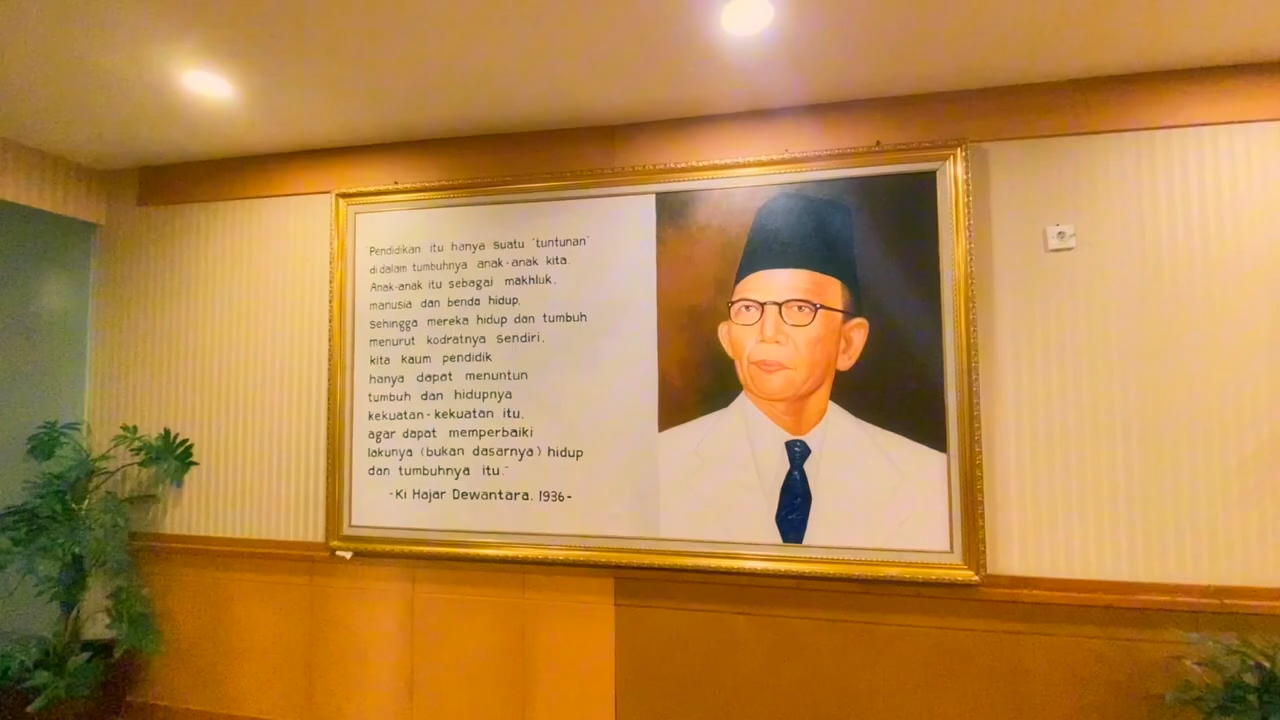 "Pendidikan itu hanya suatu "tuntunan"
didalam tumbuhnya anak-anak kita.
Anak-anak itu sebagai makhluk,
manusia dan benda hidup,
sehingga mereka hidup dan tumbuh
menurut kodratnya sendiri,
kita kaum pendidik
hanya dapat menuntun
tumbuh dan hidupnya
kekuatan-kekuatan itu,
agar dapat memperbaiki
lakunya (bukan dasarnya) hidup
dan tumbuhnya itu."
-Ki Hajar Dewantara. 1936-